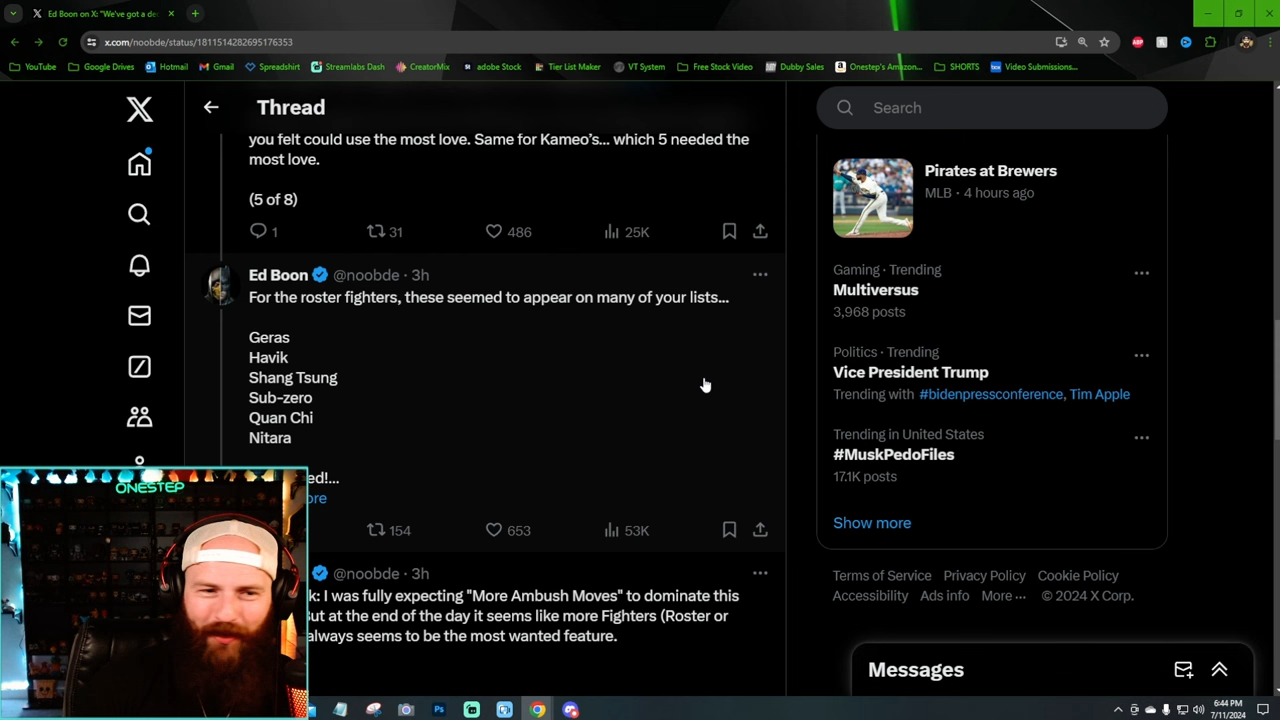 Ed Boon on X: "We've got a de
x.com/noobde/status/1811514282695176353
YouTube
Google Drives
Hotmail
Gmail
Spreadshirt
Streamlabs Dash
CreatorMix
adobe Stock
Tier List Maker
VT System
Free Stock Video
Dubby Sales
Onestep's Amazon...
SHORTS
Video Submissions...
Thread
you felt could use the most love. Same for Kameo's... which 5 needed the
most love.
(5 of 8)
1
31
486
25K
Ed Boon @noobde · 3h
For the roster fighters, these seemed to appear on many of your lists...
Geras
Havik
Shang Tsung
Sub-zero
Quan Chi
Nitara
ed!...
ore
154
653
53K
@noobde · 3h
k: I was fully expecting "More Ambush Moves" to dominate this
ut at the end of the day it seems like more Fighters (Roster or
always seems to be the most wanted feature.
Search
Pirates at Brewers
MLB · 4 hours ago
Gaming · Trending
Multiversus
3,968 posts
Politics · Trending
Vice President Trump
Trending with #bidenpressconference, Tim Apple
Trending in United States
#MuskPedoFiles
17.1K posts
Show more
Terms of Service Privacy Policy Cookie Policy
Accessibility Ads info More ··· © 2024 X Corp.
Messages
ONESTEP
6:44 PM
7/11/2024